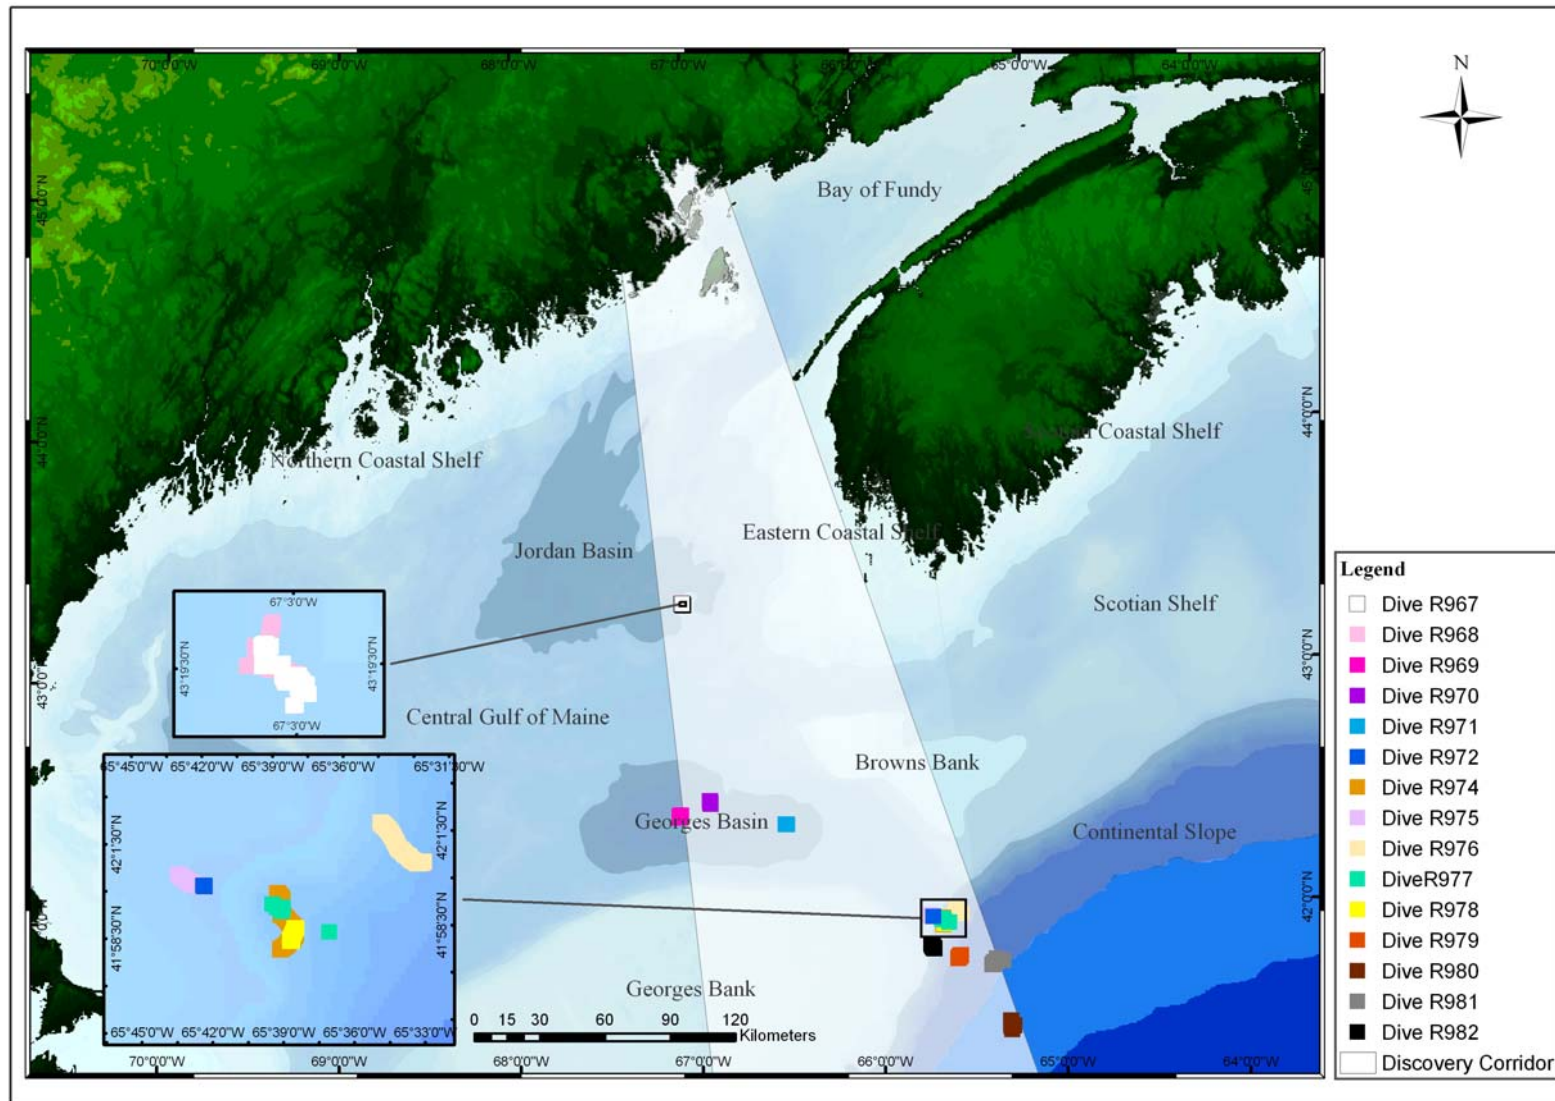 N
70°0'0"W 69°0'0"W 68°0'0"W 67°0'0"W 66°0'0"W 65°0'0"W 64°0'0"W
Bay of Fundy
45°0'0"N
44°0'0"N 44°0'0"N
Scotian Coastal Shelf
Northern Coastal Shelf
Eastern Coastal Shelf
Jordan Basin
Scotian Shelf
67°3'0"W
43°19'30"N 43°19'30"N
67°3'0"W
43°0'0"N 43°0'0"N
Central Gulf of Maine
Browns Bank
65°45'0"W 65°42'0"W 65°39'0"W 65°36'0"W 65°31'30"W
Georges Basin
Continental Slope
42°1'30"N 42°1'30"N
42°0'0"N
41°58'30"N 41°58'30"N
Georges Bank
65°45'0"W 65°42'0"W 65°39'0"W 65°36'0"W 65°33'0"W
0 15 30 60 90 120
Kilometers
70°0'0"W 69°0'0"W 68°0'0"W 67°0'0"W 66°0'0"W 65°0'0"W 64°0'0"W
Legend
Dive R967
Dive R968
Dive R969
Dive R970
Dive R971
Dive R972
Dive R974
Dive R975
Dive R976
DiveR977
Dive R978
Dive R979
Dive R980
Dive R981
Dive R982
Discovery Corridor